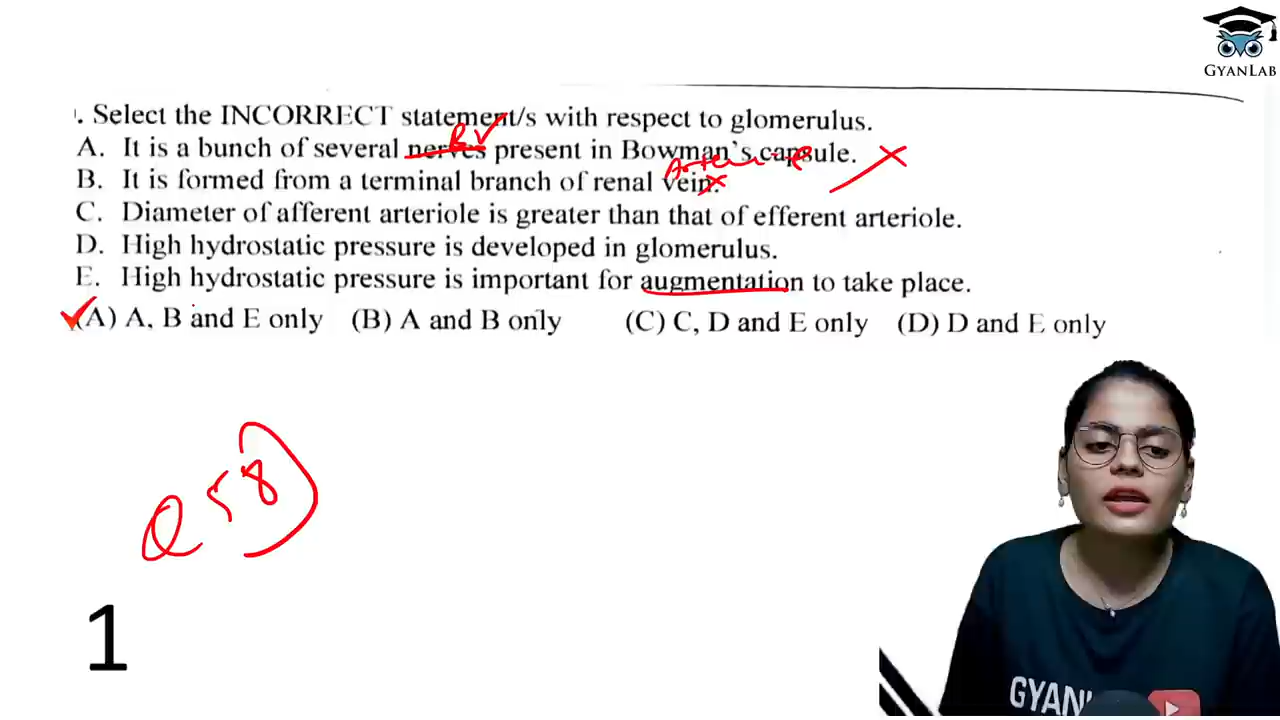 GYANLAB
. Select the INCORRECT statement/s with respect to glomerulus.
B V
A. It is a bunch of several nerves present in Bowman's capsule.
B. It is formed from a terminal branch of renal vein.
C. Diameter of afferent arteriole is greater than that of efferent arteriole.
D. High hydrostatic pressure is developed in glomerulus.
E. High hydrostatic pressure is important for augmentation to take place.
(A) A, B and E only (B) A and B only (C) C, D and E only (D) D and E only
Q 58)
1
GYAN